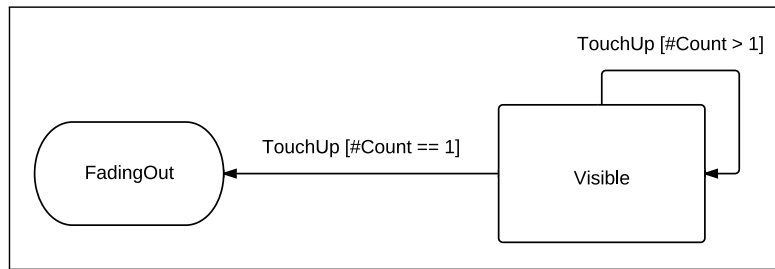 TouchUp [#Count > 1]
TouchUp [#Count == 1]
FadingOut
Visible